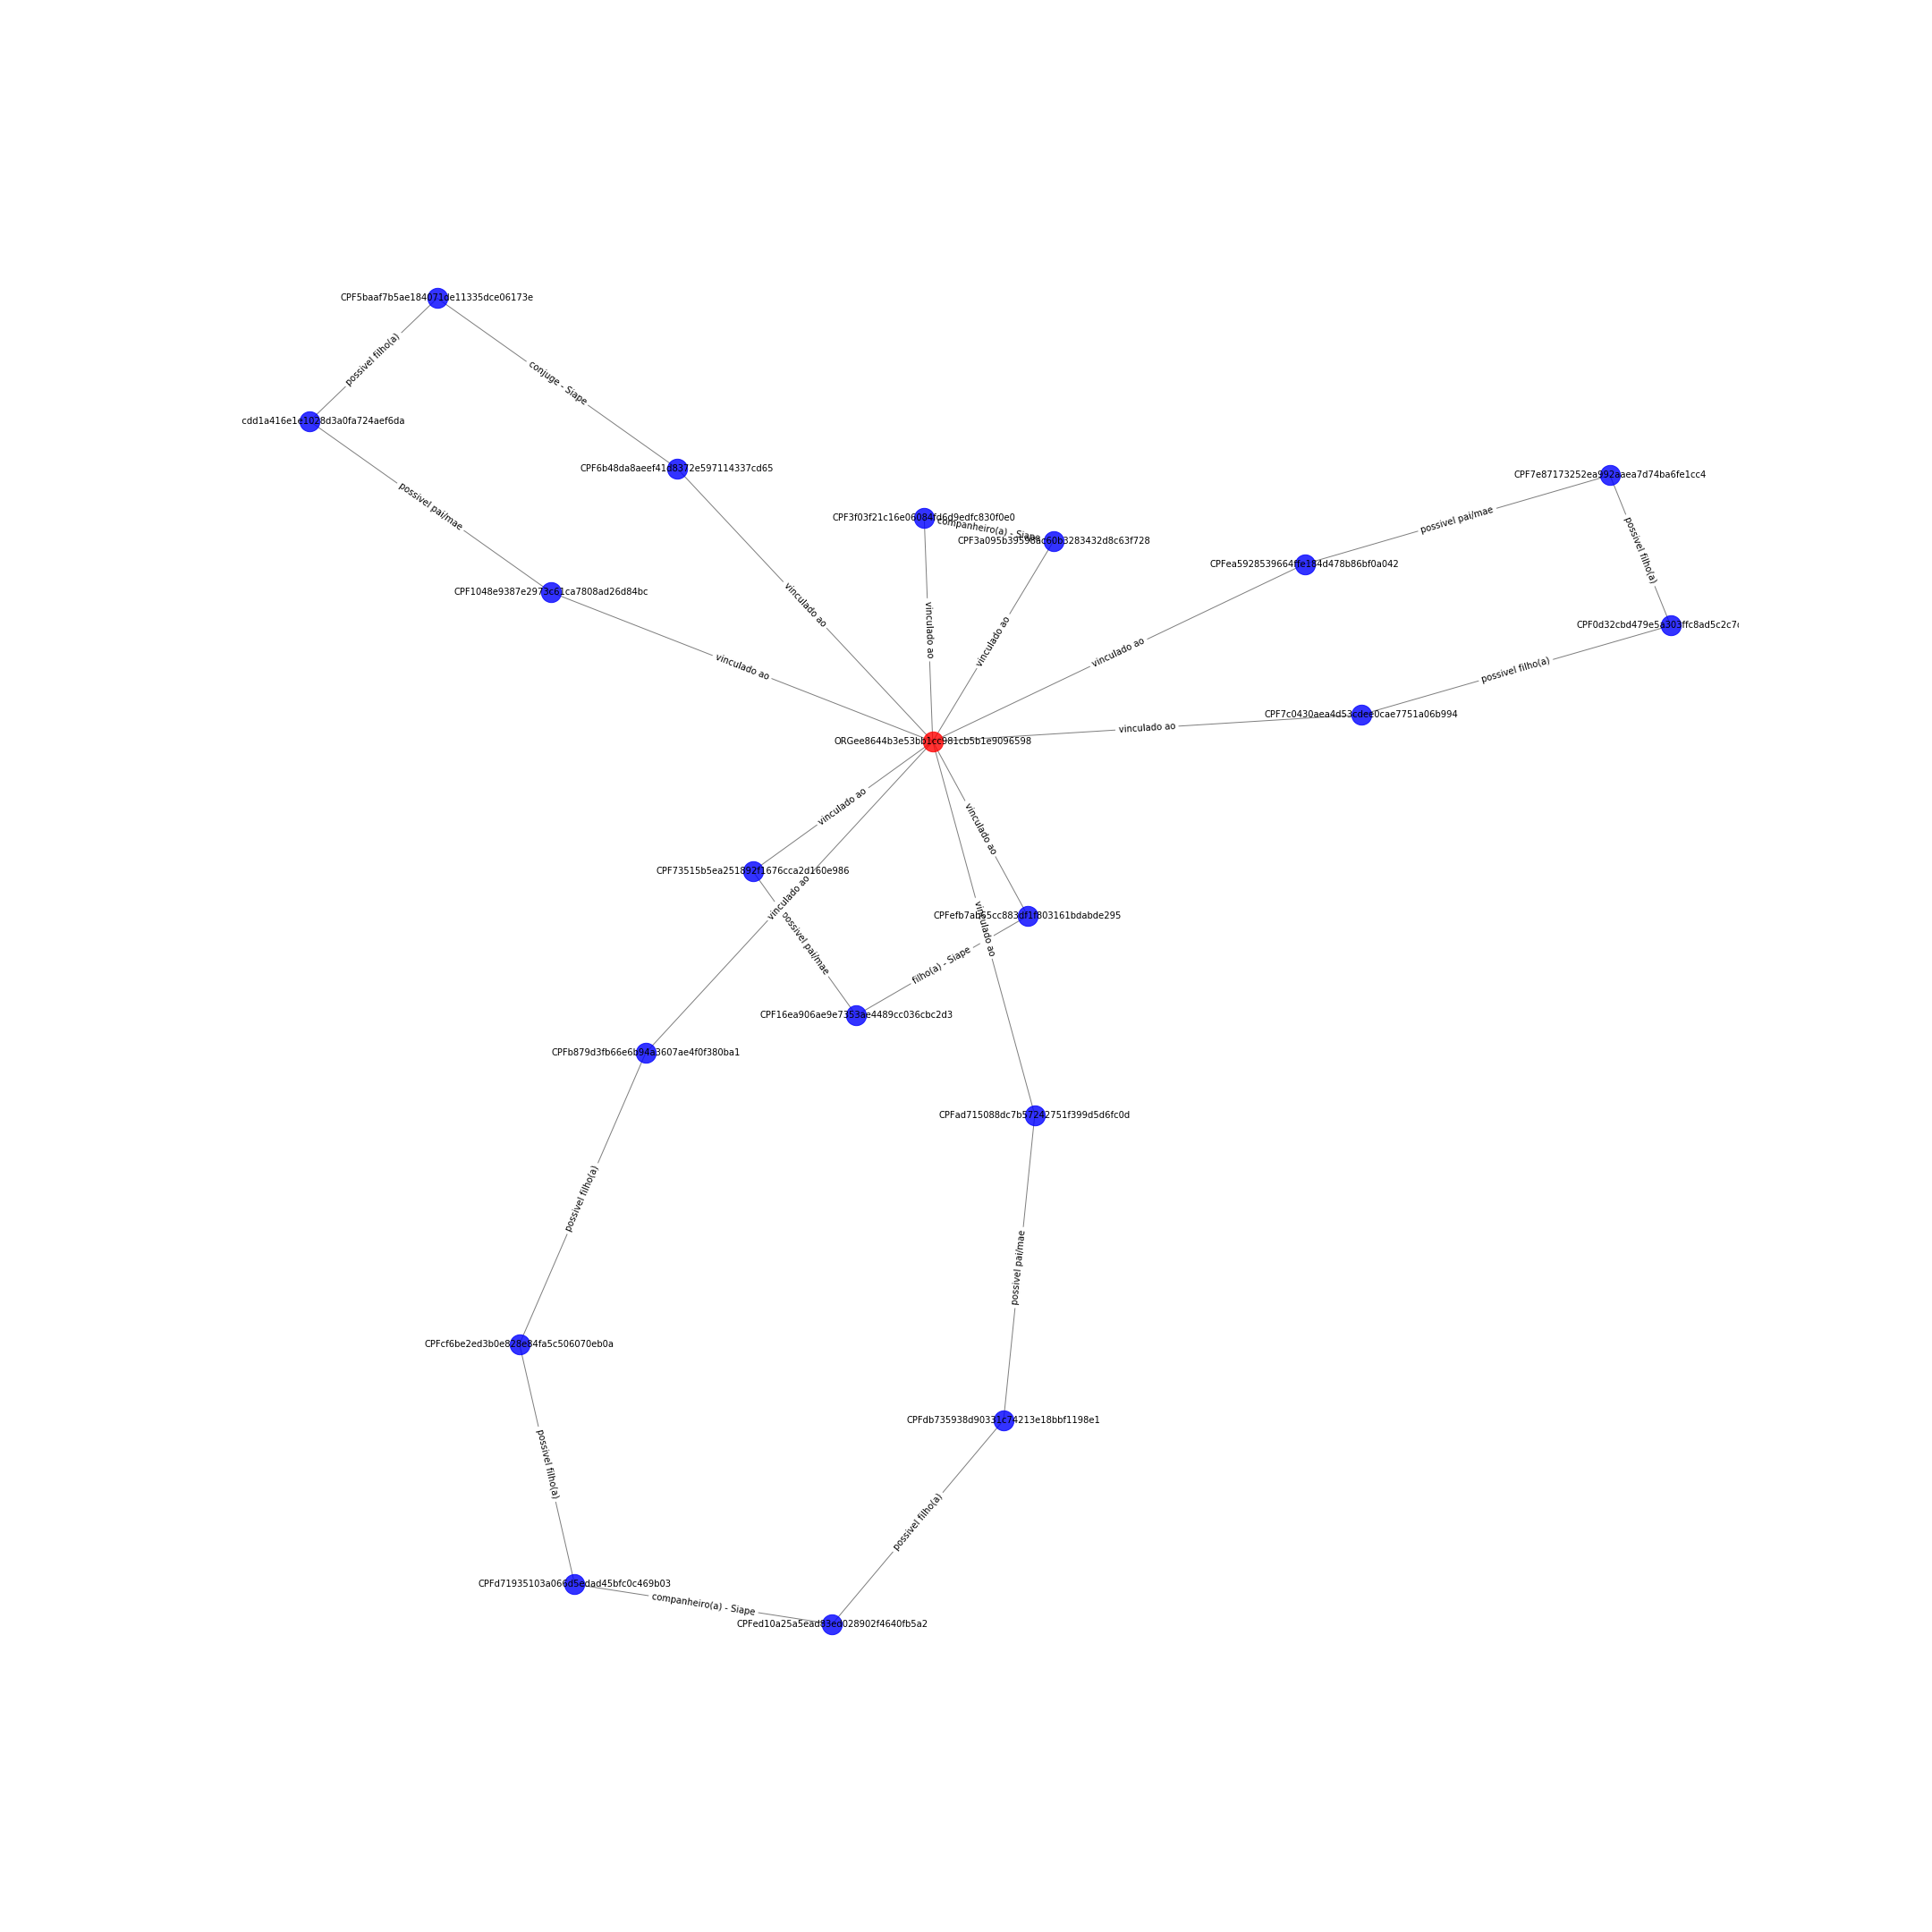 CPF5baaf7b5ae184071de11335dce06173e
possivel filho(a)
conjuge - Siape
cdd1a416e1e1028d3a0fa724aef6da
CPF6b48da8aeef41d8372e597114337cd65
CPF7e87173252ea992aaea7d74ba6fe1cc4
possivel pai/mae
possivel pai/mae
CPF3f03f21c16e06084fd6d9edfc830f0e0
companheiro(a) - Siape
CPF3a095b39598ac60b3283432d8c63f728
possivel filho(a)
CPFea5928539664ffe184d478b86bf0a042
CPF1048e9387e2973c61ca7808ad26d84bc
vinculado ao
vinculado ao
vinculado ao
CPF0d32cbd479e5a303ffc8ad5c2c7
vinculado ao
vinculado ao
possivel filho(a)
CPF7c0430aea4d53cdee0cae7751a06b994
vinculado ao
ORGee8644b3e53bb1cc981cb5b1e9096598
vinculado ao
vinculado ao
CPF73515b5ea251892f1676cca2d160e986
vinculado ao
CPFefb7ab65cc883df1f803161bdabde295
vinculado ao
possivel pai/mae
filho(a) - Siape
CPF16ea906ae9e7353ae4489cc036cbc2d3
CPFb879d3fb66e6b94a3607ae4f0f380ba1
CPFad715088dc7b57242751f399d5d6fc0d
possivel filho(a)
possivel pai/mae
CPFcf6be2ed3b0e828e84fa5c506070eb0a
CPFdb735938d90331c74213e18bbf1198e1
possivel filho(a)
possivel filho(a)
CPFd71935103a066d5edad45bfc0c469b03
companheiro(a) - Siape
CPFed10a25a5ead83ed028902f4640fb5a2